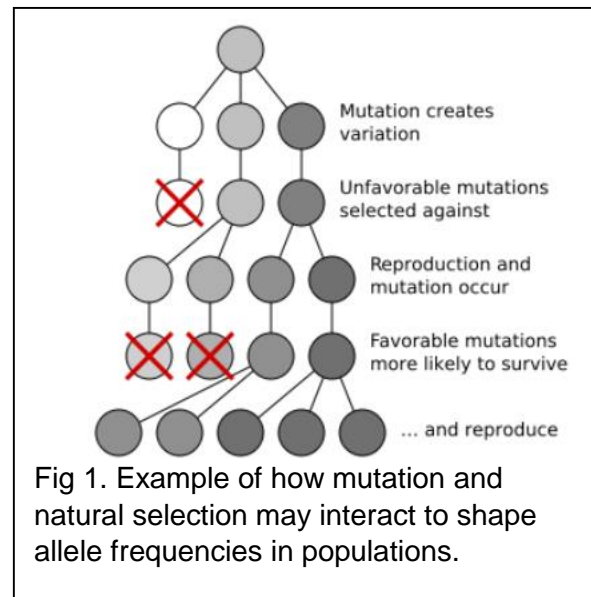 Mutation creates
variation
Unfavorable mutations
selected against
Reproduction and
mutation occur
Favorable mutations
more likely to survive
... and reproduce
Fig 1. Example of how mutation and
natural selection may interact to shape
allele frequencies in populations.